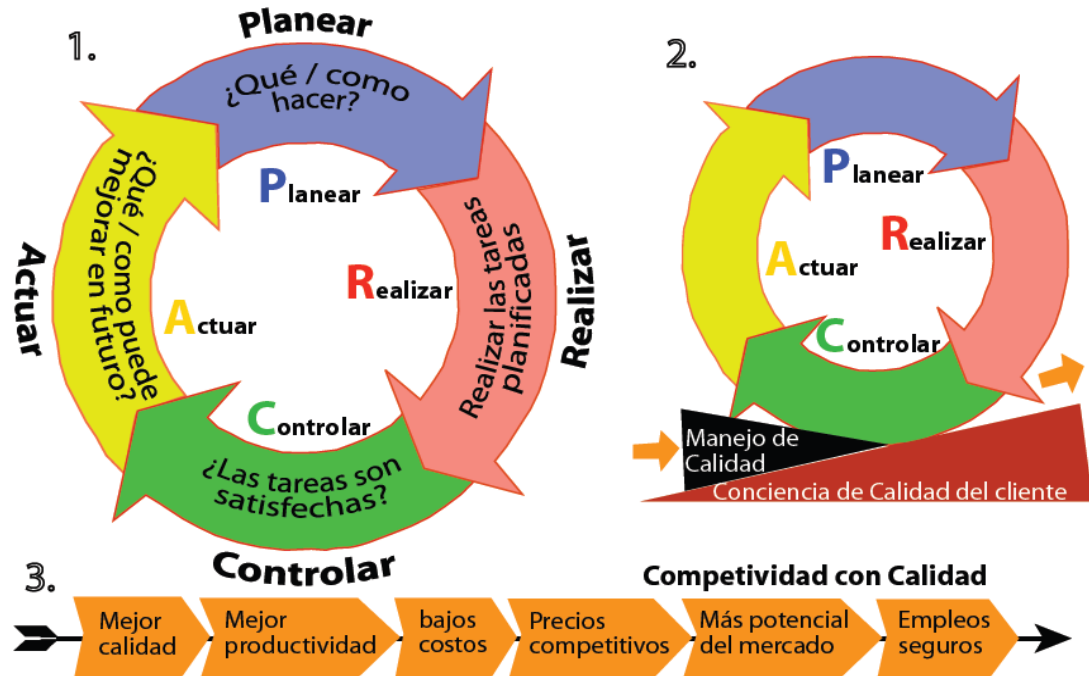 1.
Planear
¿Qué / como
hacer?
Planear
Realizar
Realizar las tareas
planificadas
Realizar
Actuar
¿Qué / como puede
mejorar en futuro?
Actuar
Controlar
¿Las tareas son
satisfechas?
Controlar
2.
Planear
Realizar
Actuar
Controlar
Manejo de
Calidad
Conciencia de Calidad del cliente
3.
Competividad con Calidad
Mejor
calidad
Mejor
productividad
bajos
costos
Precios
competitivos
Más potencial
del mercado
Empleos
seguros